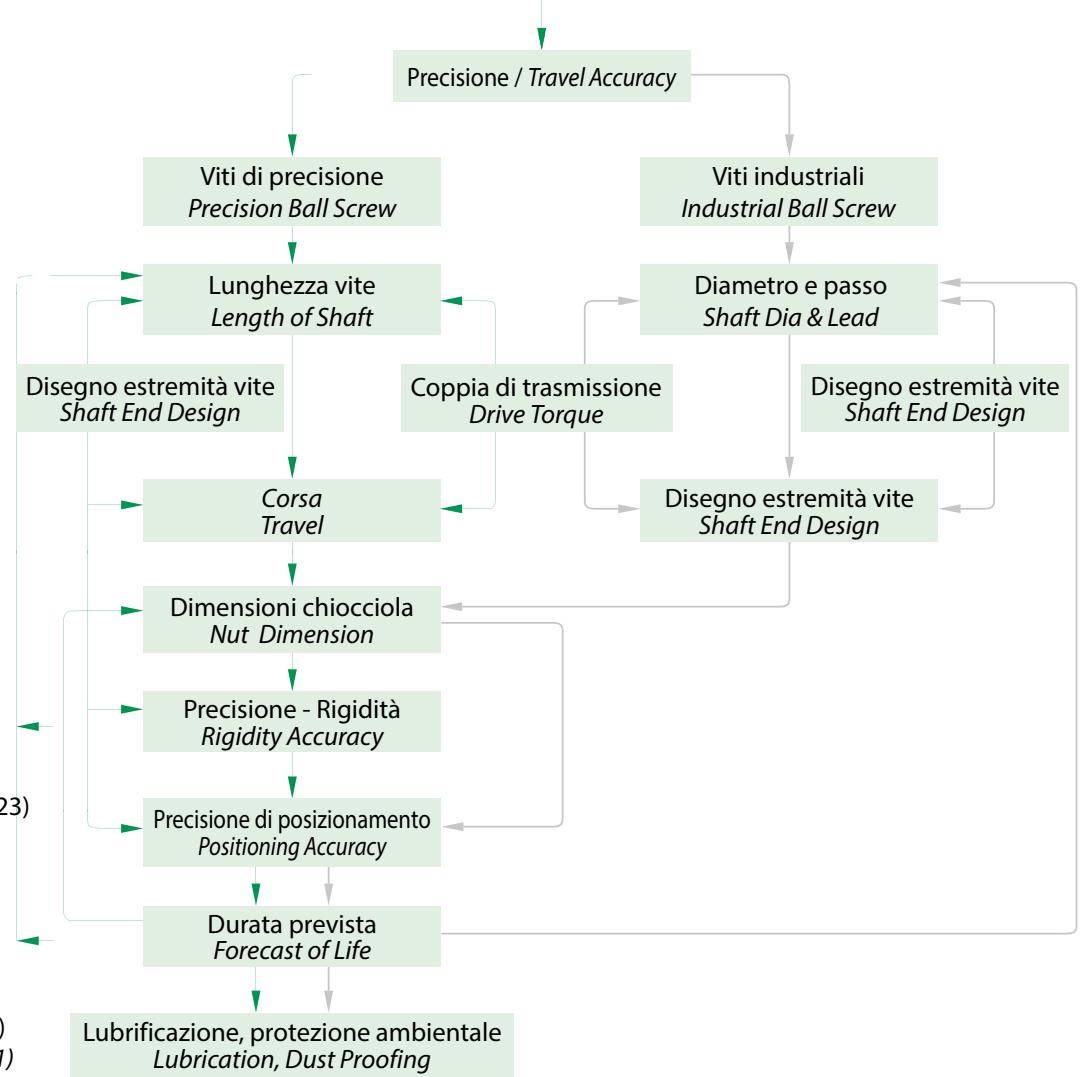 Precisione / Travel Accuracy
Viti di precisione
Precision Ball Screw
Viti industriali
Industrial Ball Screw
Lunghezza vite
Length of Shaft
Diametro e passo
Shaft Dia & Lead
Disegno estremità vite
Shaft End Design
Coppia di trasmissione
Drive Torque
Disegno estremità vite
Shaft End Design
Corsa
Travel
Disegno estremità vite
Shaft End Design
Dimensioni chiocciola
Nut Dimension
Precisione - Rigidità
Rigidity Accuracy
23)
Precisione di posizionamento
Positioning Accuracy
Durata prevista
Forecast of Life
)
1)
Lubrificazione, protezione ambientale
Lubrication, Dust Proofing